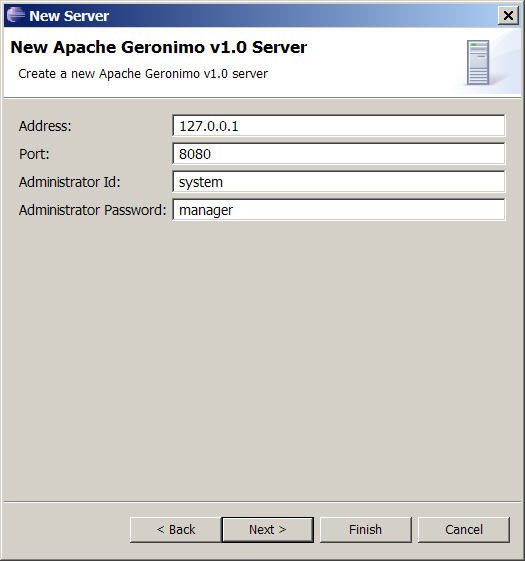 New Server
New Apache Geronimo v1.0 Server
Create a new Apache Geronimo v1.0 server
Address: 127.0.0.1
Port: 8080
Administrator Id: system
Administrator Password: manager
< Back Next > Finish Cancel